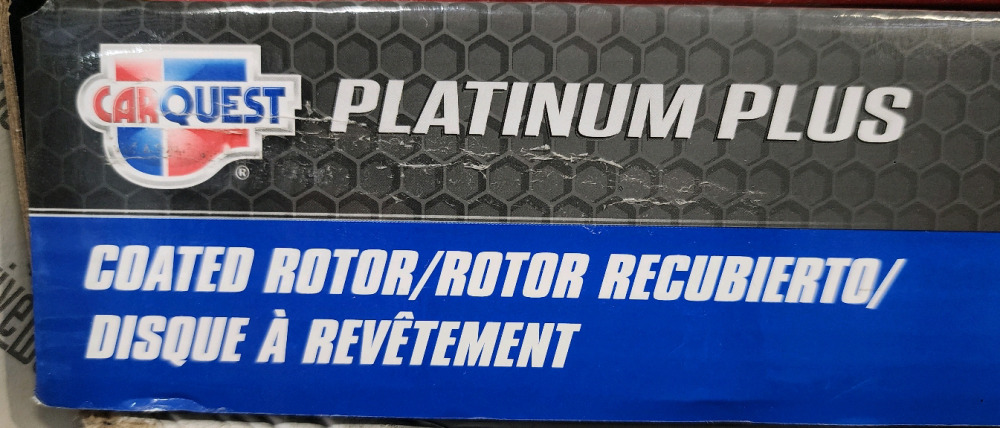 CARQUEST
PLATINUM PLUS
COATED ROTOR/ROTOR RECUBIERTO/
DISQUE À REVÊTEMENT